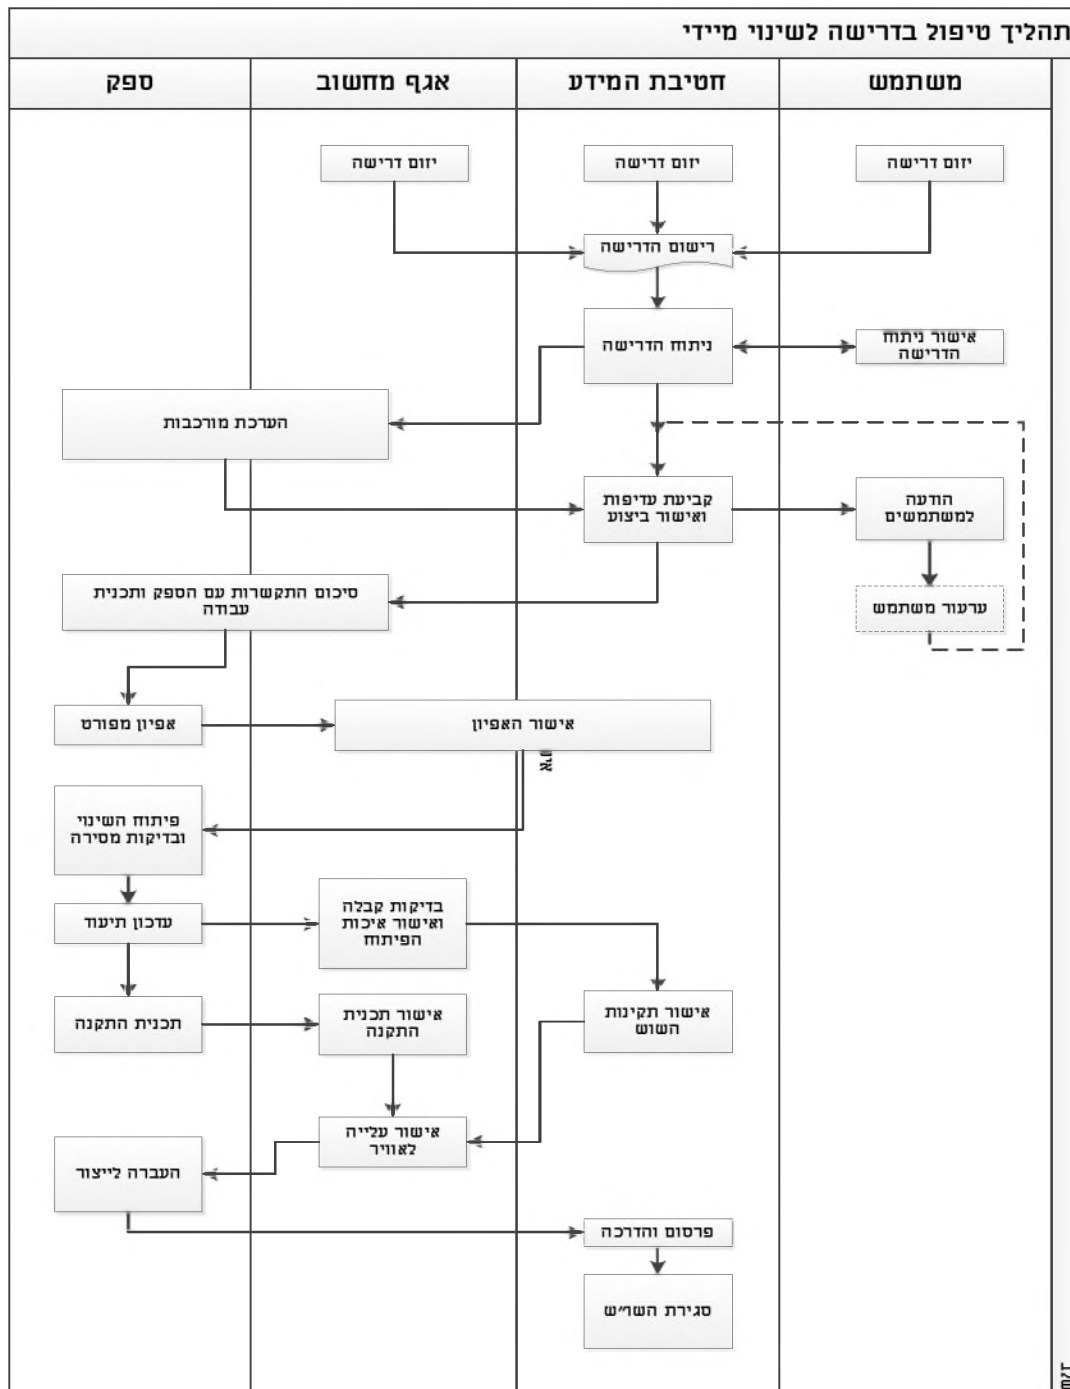 תהליך טיפול בדרישה לשינוי מיידי
משתמש
חטיבת המידע
אגף מחשוב
ספק
יזום דרישה
יזום דרישה
יזום דרישה
רישום הדרישה
אישור ניתוח
הדרישה
ניתוח הדרישה
הערכת מורכבות
הודעה
למשתמשים
קביעת עדיפות
ואישור ביצוע
ערעור משתמש
סיכום התקשרות עם הספק ותכנית
עבודה
אפיון מפורט
אישור האפיון
פיתוח השינוי
ובדיקות מסירה
עדכון תיעוד
בדיקות קבלה
ואישור איכות
הפיתוח
אישור תקינות
השוש
תכנית התקנה
אישור תכנית
התקנה
אישור עלייה
לאוויר
העברה לייצור
פרסום והדרכה
סגירת השו״ש